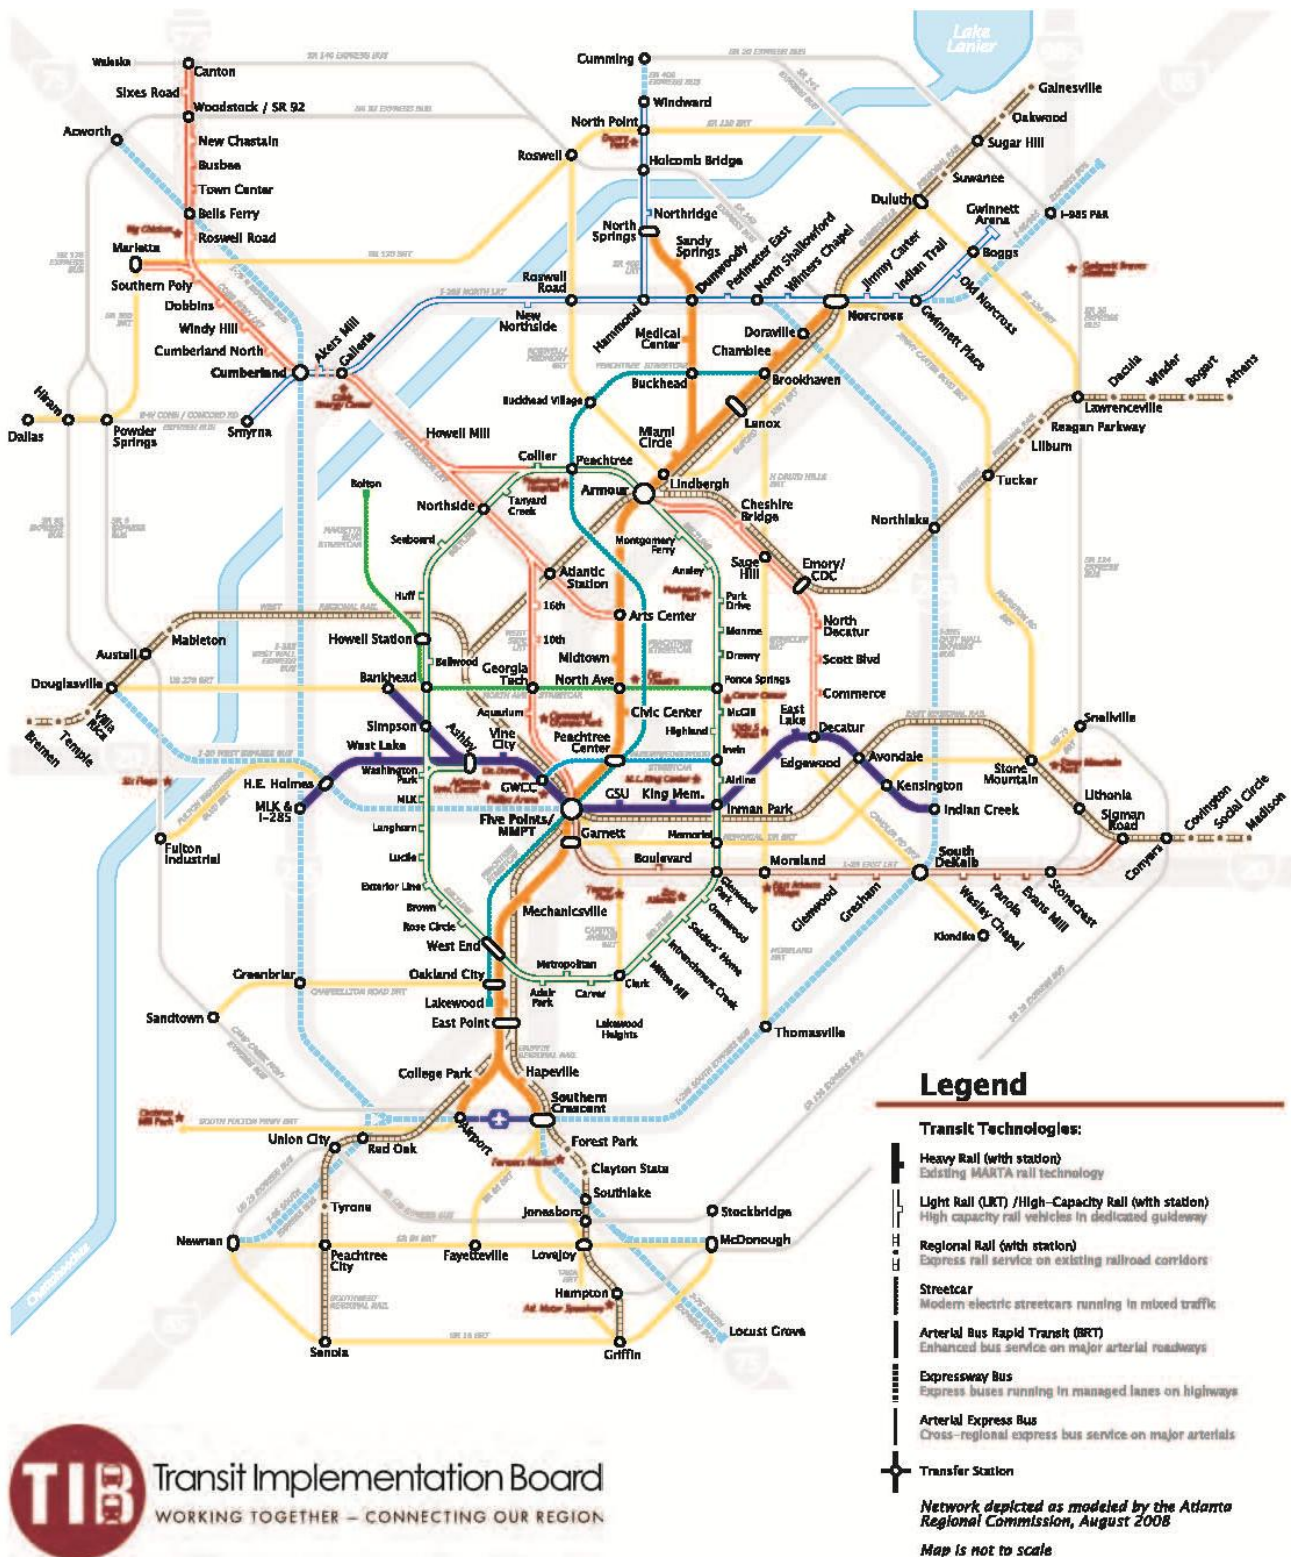 Lake
Lanier
Waleska
Canton
SR 140 EXPRESS BUS
Cumming
SR 20 EXPRESS BUS
Sixes Road
Woodstock / SR 92
Windward
Gainesville
Oakwood
Acworth
New Chastain
North Point
Sugar Hill
Busbee
Roswell
Holcomb Bridge
Suwanee
Town Center
Duluth
Bells Ferry
Northridge
Gwinnett
Arena
I-985 P&R
Big Chicken
Roswell Road
North
Springs
Sandy
Springs
Boggs
Marietta
Southern Poly
Dunwoody
Perimeter East
North Shallowford
Winters Chapel
Jimmy Carter
Indian Trail
Old Norcross
Dobbins
Roswell
Road
I-285 NORTH LRT
New
Northside
Hammond
Norcross
Gwinnett Place
Windy Hill
Medical
Center
Doraville
Cumberland North
Akers Mill
Galleria
Chamblee
Cumberland
Buckhead
Brookhaven
Dacula
Winder
Bogart
Athens
Buckhead Village
Lenox
Lawrenceville
Hiram
Dallas
Powder
Springs
Smyrna
Howell Mill
Miami
Circle
Reagan Parkway
Lilburn
Collier
Peachtree
Lindbergh
Tucker
Bolton
Armour
Northside
Tanyard
Creek
Cheshire
Bridge
Northlake
Seaboard
Montgomery
Ferry
Sage
Hill
Emory/
CDC
Atlantic
Station
Ansley
Huff
16th
Arts Center
Park
Drive
North
Decatur
Mableton
Howell Station
10th
Monroe
Austell
Bellwood
Midtown
Drewry
Scott Blvd
Georgia
Tech
Douglasville
Bankhead
North Ave
Ponce Springs
Commerce
US 278 BRT
Villa
Rica
Temple
Bremen
Simpson
Aquarium
Civic Center
McGill
East
Lake
Decatur
Snellville
West Lake
Ashby
Vine
City
Peachtree
Center
Highland
Irwin
Edgewood
Avondale
Stone
Mountain
Washington
Park
H.E. Holmes
GWCC
Airline
Kensington
MLK &
I-285
MLK
GSU
King Mem.
Inman Park
Indian Creek
Lithonia
Five Points/
MMPT
Sigman
Road
Covington
Social Circle
Madison
Langhorn
Garnett
Memorial
Fulton
Industrial
Conyers
Lucile
Boulevard
Moreland
South
DeKalb
Exterior Line
Glenwood
Park
Glenwood
Gresham
Wesley Chapel
Panola
Evans Mill
Stonecrest
Brown
Mechanicsville
Ormewood
Rose Circle
Soldiers' Home
Klondike
West End
Intrenchment Creek
Metropolitan
Milton Mill
Greenbriar
Oakland City
Adair
Park
Carver
Clark
Lakewood
Sandtown
East Point
Lakewood
Heights
Thomasville
College Park
Hapeville
Southern
Crescent
Airport
Union City
Red Oak
Forest Park
Clayton State
Tyrone
Southlake
Jonesboro
Stockbridge
Newnan
Peachtree
City
Fayetteville
Lovejoy
McDonough
Hampton
Senoia
Griffin
Locust Grove
Legend
Transit Technologies:
Heavy Rail (with station)
Existing MARTA rail technology
Light Rail (LRT) /High-Capacity Rail (with station)
High capacity rail vehicles in dedicated guideway
Regional Rail (with station)
Express rail service on existing railroad corridors
Streetcar
Modern electric streetcars running in mixed traffic
Arterial Bus Rapid Transit (BRT)
Enhanced bus service on major arterial roadways
Expressway Bus
Express buses running in managed lanes on highways
Arterial Express Bus
Cross-regional express bus service on major arterials
Transfer Station
Network depicted as modeled by the Atlanta
Regional Commission, August 2008
Map is not to scale
TIB
Transit Implementation Board
WORKING TOGETHER – CONNECTING OUR REGION